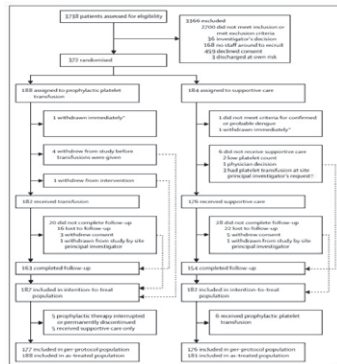 3738 patients assessed for eligibility
3366 excluded
2700 did not meet inclusion or
met exclusion criteria
36 investigator's decision
168 no staff around to recruit
459 declined consent
3 discharged at own risk
372 randomised
188 assigned to prophylactic platelet
transfusion
184 assigned to supportive care
1 withdrawn immediately*
1 did not meet criteria for confirmed
or probable dengue
1 withdrawn immediately*
4 withdrew from study before
transfusions were given
6 did not receive supportive care
2 low platelet count
1 physician decision
3 had platelet transfusion at site
principal investigator's request†
1 withdrew from intervention
182 received transfusion
176 received supportive care
20 did not complete follow-up
16 lost to follow-up
3 withdrew consent
1 withdrawn from study by site
principal investigator
28 did not complete follow-up
22 lost to follow-up
5 withdrew consent
1 withdrawn from study by site
principal investigator
163 completed follow-up
154 completed follow-up
187 included in intention-to-treat
population
182 included in intention-to-treat
population
5 prophylactic therapy interrupted
or permanently discontinued
5 received supportive care only
6 received prophylactic platelet
transfusion
177 included in per-protocol population
188 included in as-treated population
176 included in per-protocol population
181 included in as-treated population